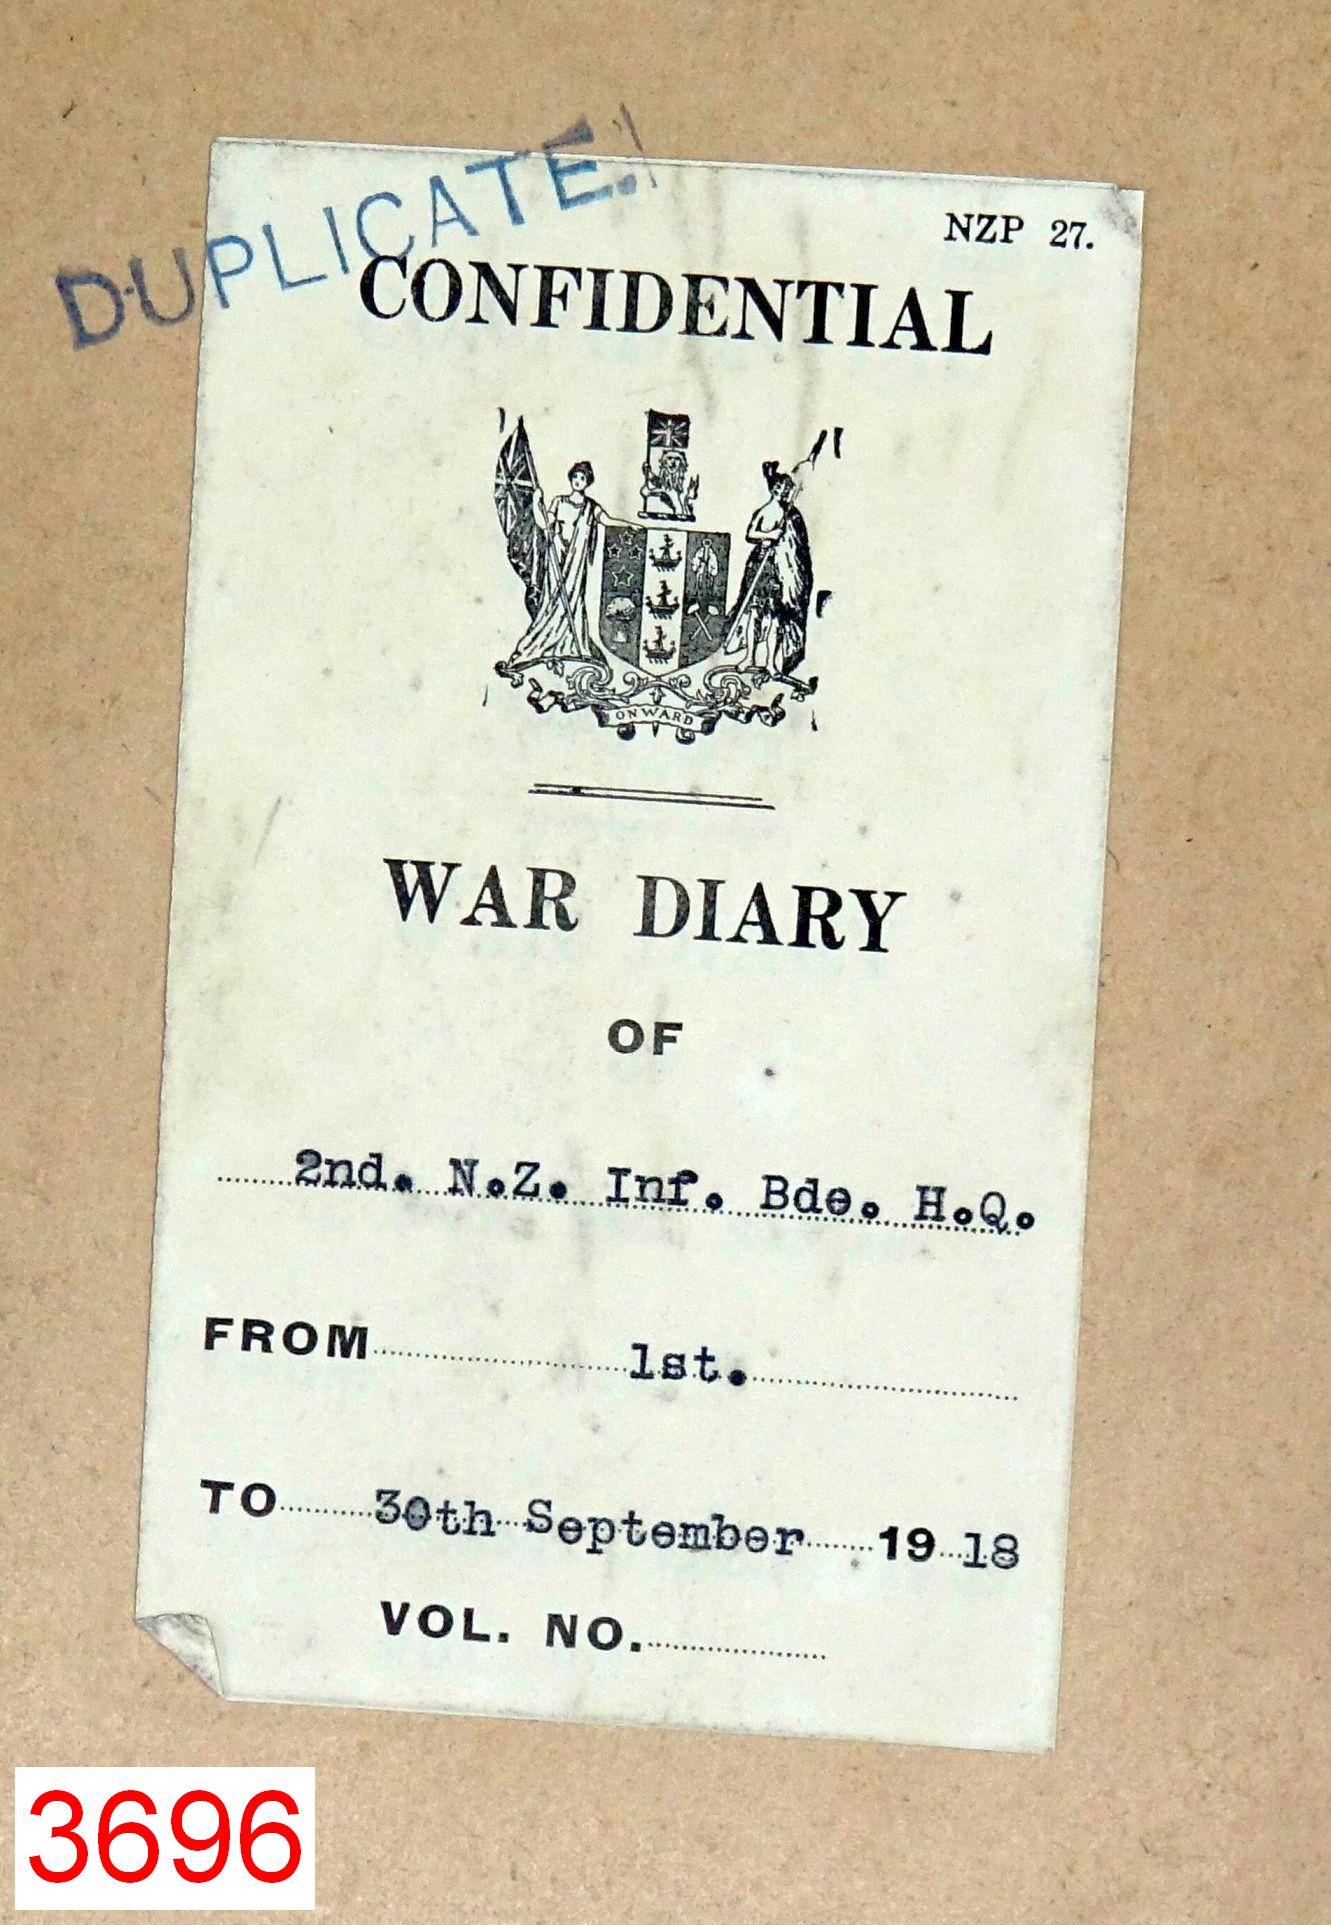 DUPLICATE.
NZP 27.
CONFIDENTIAL
ONWARD
WAR DIARY
OF
2nd. N.Z. Inf. Bde. H.Q.
FROM 1st.
TO 30th September 19 18
VOL. NO.
3696